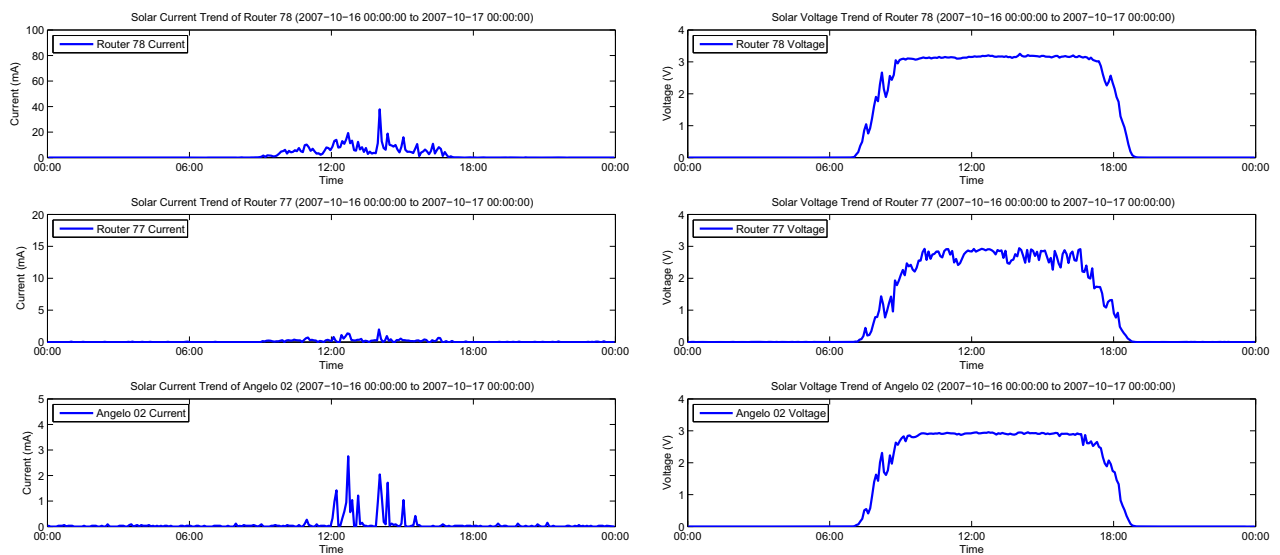 Solar Current Trend of Router 78 (2007−10−16 00:00:00 to 2007−10−17 00:00:00)
100
80
60
40
20
0
Current (mA)
Router 78 Current
00:00 06:00 12:00 18:00 00:00
Time
Solar Voltage Trend of Router 78 (2007−10−16 00:00:00 to 2007−10−17 00:00:00)
4
3
2
1
0
Voltage (V)
Router 78 Voltage
00:00 06:00 12:00 18:00 00:00
Time
Solar Current Trend of Router 77 (2007−10−16 00:00:00 to 2007−10−17 00:00:00)
20
15
10
5
0
Current (mA)
Router 77 Current
00:00 06:00 12:00 18:00 00:00
Time
Solar Voltage Trend of Router 77 (2007−10−16 00:00:00 to 2007−10−17 00:00:00)
4
3
2
1
0
Voltage (V)
Router 77 Voltage
00:00 06:00 12:00 18:00 00:00
Time
Solar Current Trend of Angelo 02 (2007−10−16 00:00:00 to 2007−10−17 00:00:00)
5
4
3
2
1
0
Current (mA)
Angelo 02 Current
00:00 06:00 12:00 18:00 00:00
Time
Solar Voltage Trend of Angelo 02 (2007−10−16 00:00:00 to 2007−10−17 00:00:00)
4
3
2
1
0
Voltage (V)
Angelo 02 Voltage
00:00 06:00 12:00 18:00 00:00
Time